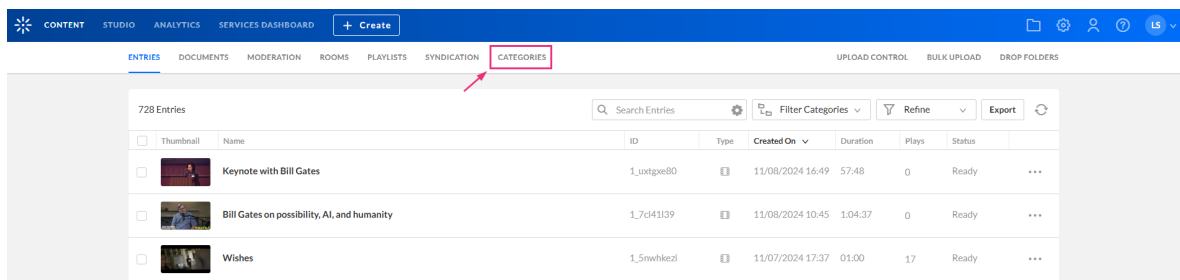 CONTENT STUDIO ANALYTICS SERVICES DASHBOARD + Create LS
ENTRIES DOCUMENTS MODERATION ROOMS PLAYLISTS SYNDICATION CATEGORIES UPLOAD CONTROL BULK UPLOAD DROP FOLDERS
728 Entries Search Entries Filter Categories Refine Export
Thumbnail Name ID Type Created On Duration Plays Status
Keynote with Bill Gates 1_uxtgxe80 11/08/2024 16:49 57:48 0 Ready
Bill Gates on possibility, AI, and humanity 1_7cl41l39 11/08/2024 10:45 1:04:37 0 Ready
Wishes 1_5nwhkezl 11/07/2024 17:37 01:00 17 Ready